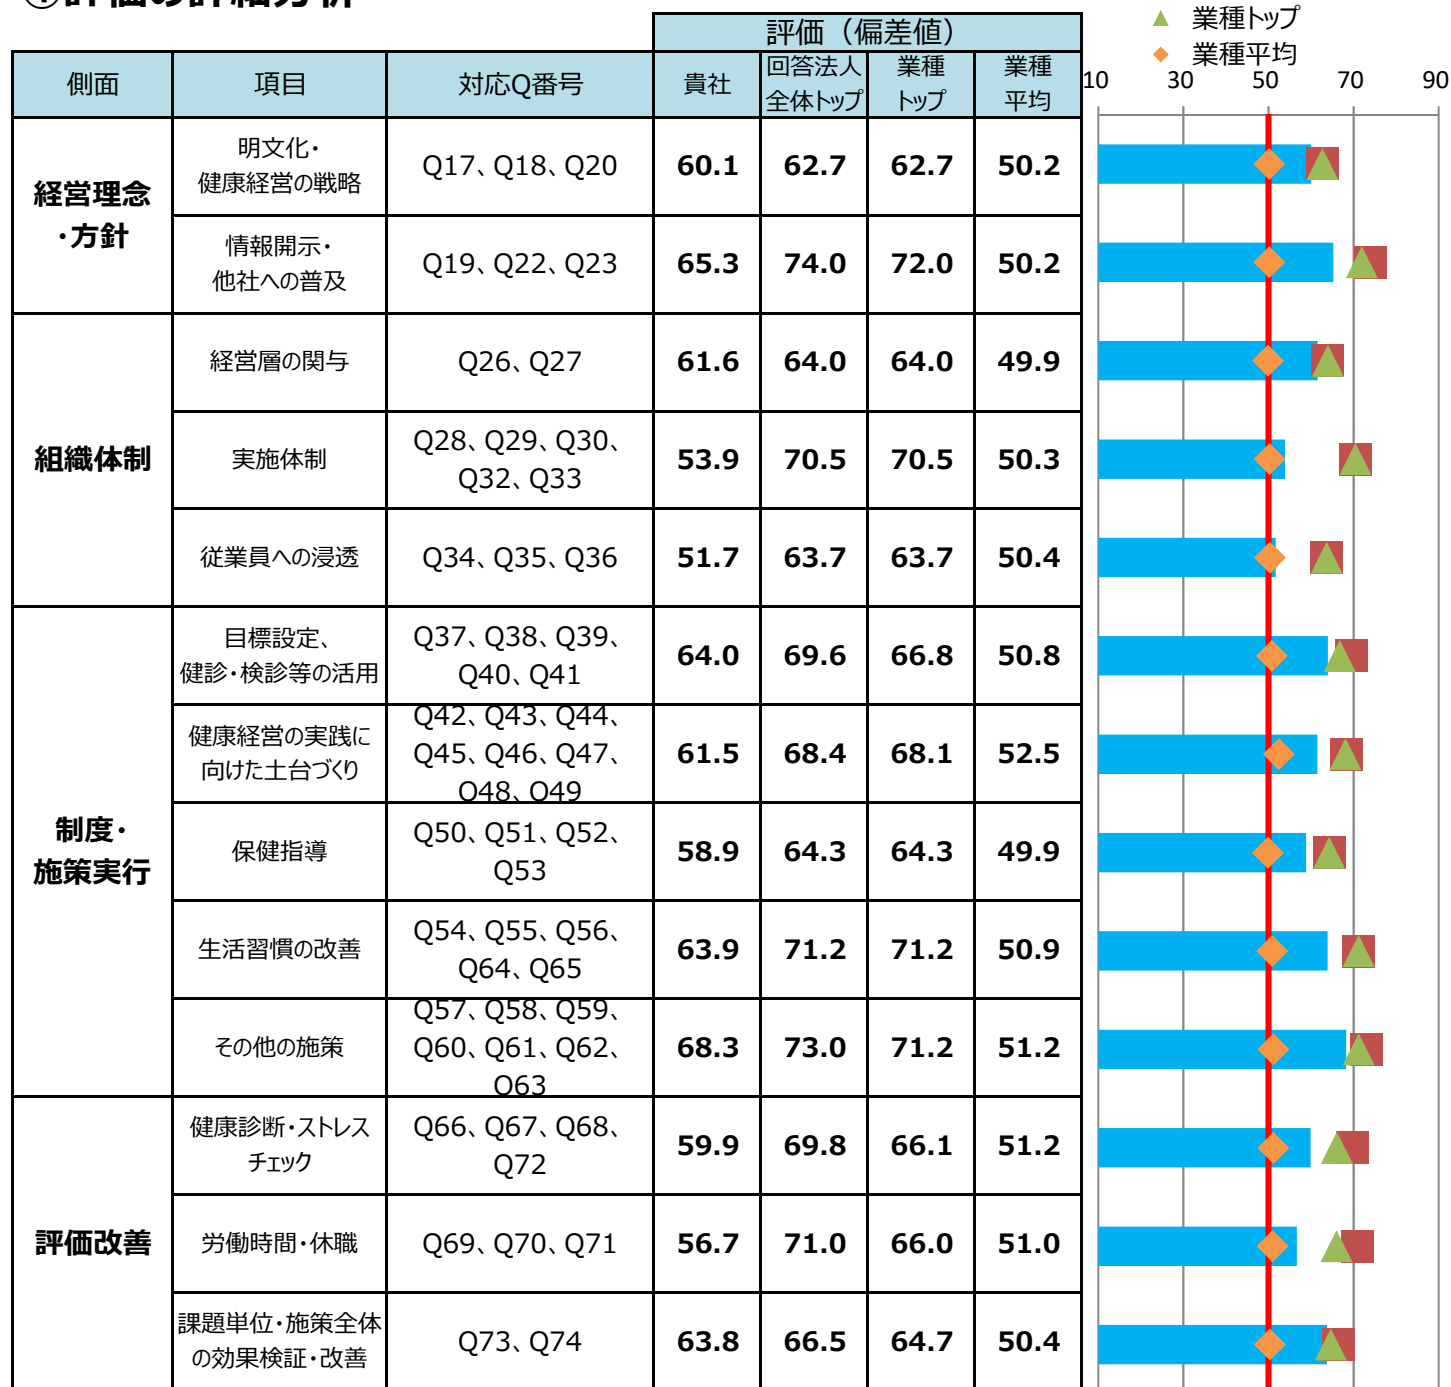 ①評価の詳細分析
▲ 業種トップ
◆ 業種平均
評価（偏差値）
側面 項目 対応Q番号 貴社 回答法人 業種 業種
全体トップ トップ 平均
10 30 50 70 90
経営理念
・方針
明文化・
健康経営の戦略
Q17、Q18、Q20 60.1 62.7 62.7 50.2
情報開示・
他社への普及
Q19、Q22、Q23 65.3 74.0 72.0 50.2
組織体制
経営層の関与 Q26、Q27 61.6 64.0 64.0 49.9
実施体制
Q28、Q29、Q30、
Q32、Q33
53.9 70.5 70.5 50.3
従業員への浸透 Q34、Q35、Q36 51.7 63.7 63.7 50.4
制度・
施策実行
目標設定、
健診・検診等の活用
Q37、Q38、Q39、
Q40、Q41
64.0 69.6 66.8 50.8
健康経営の実践に
向けた土台づくり
Q42、Q43、Q44、
Q45、Q46、Q47、
Q48、Q49
61.5 68.4 68.1 52.5
保健指導
Q50、Q51、Q52、
Q53
58.9 64.3 64.3 49.9
生活習慣の改善
Q54、Q55、Q56、
Q64、Q65
63.9 71.2 71.2 50.9
その他の施策
Q57、Q58、Q59、
Q60、Q61、Q62、
Q63
68.3 73.0 71.2 51.2
評価改善
健康診断・ストレス
チェック
Q66、Q67、Q68、
Q72
59.9 69.8 66.1 51.2
労働時間・休職 Q69、Q70、Q71 56.7 71.0 66.0 51.0
課題単位・施策全体
の効果検証・改善
Q73、Q74 63.8 66.5 64.7 50.4